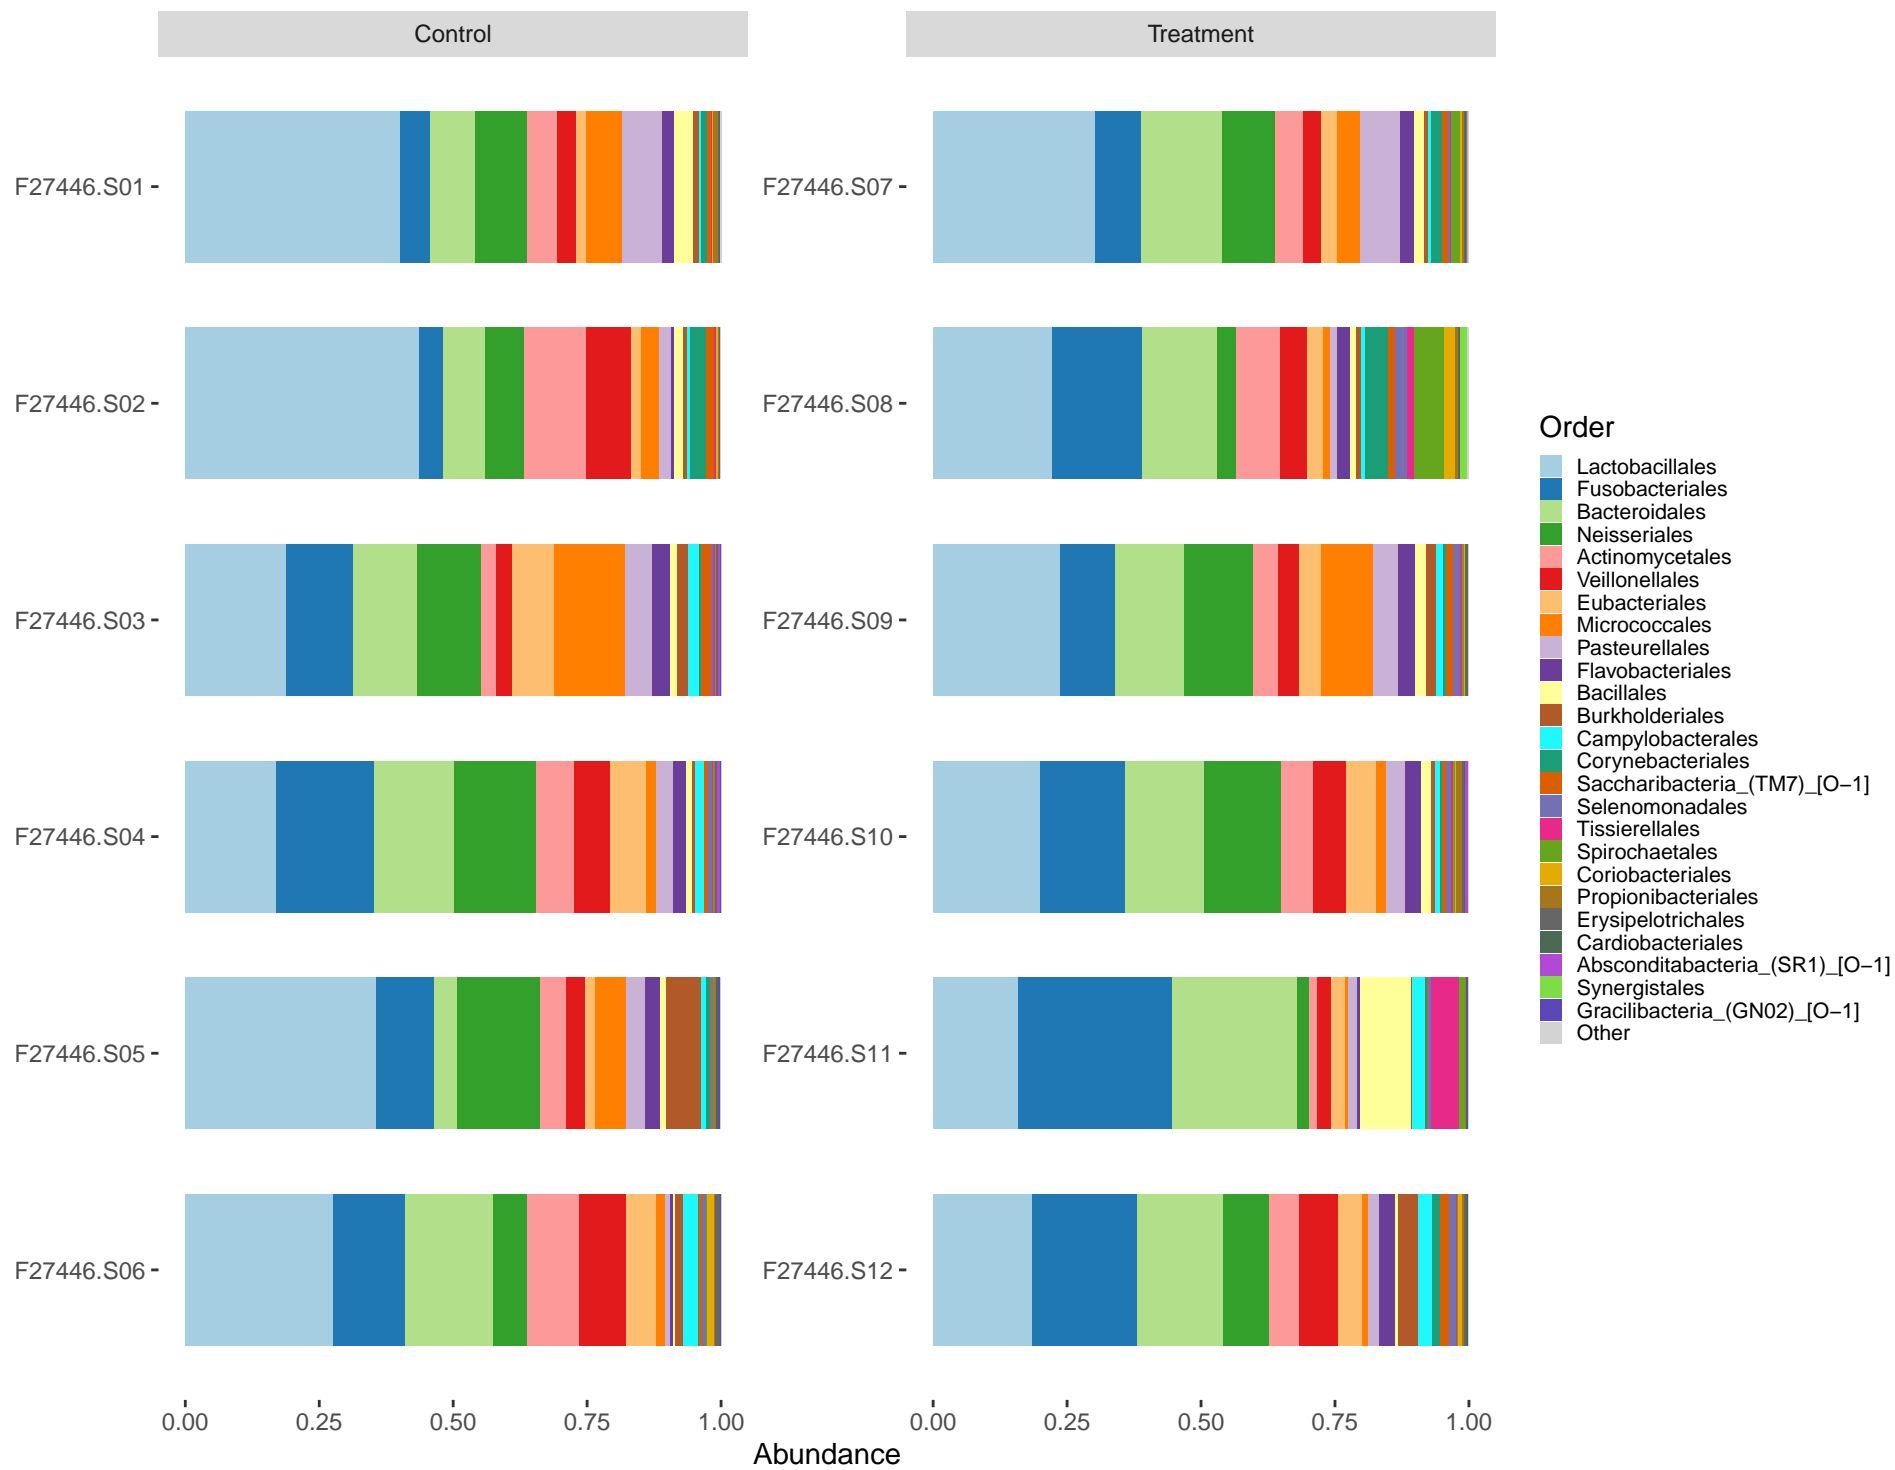 Control
Treatment
F27446.S01
F27446.S07
F27446.S02
F27446.S08
F27446.S03
F27446.S09
F27446.S04
F27446.S10
F27446.S05
F27446.S11
F27446.S06
F27446.S12
0.00 0.25 0.50 0.75 1.00
0.00 0.25 0.50 0.75 1.00
Abundance
Order
Lactobacillales
Fusobacteriales
Bacteroidales
Neisseriales
Actinomycetales
Veillonellales
Eubacteriales
Micrococcales
Pasteurellales
Flavobacteriales
Bacillales
Burkholderiales
Campylobacterales
Corynebacteriales
Saccharibacteria_(TM7)_[O−1]
Selenomonadales
Tissierellales
Spirochaetales
Coriobacteriales
Propionibacteriales
Erysipelotrichales
Cardiobacteriales
Absconditabacteria_(SR1)_[O−1]
Synergistales
Gracilibacteria_(GN02)_[O−1]
Other